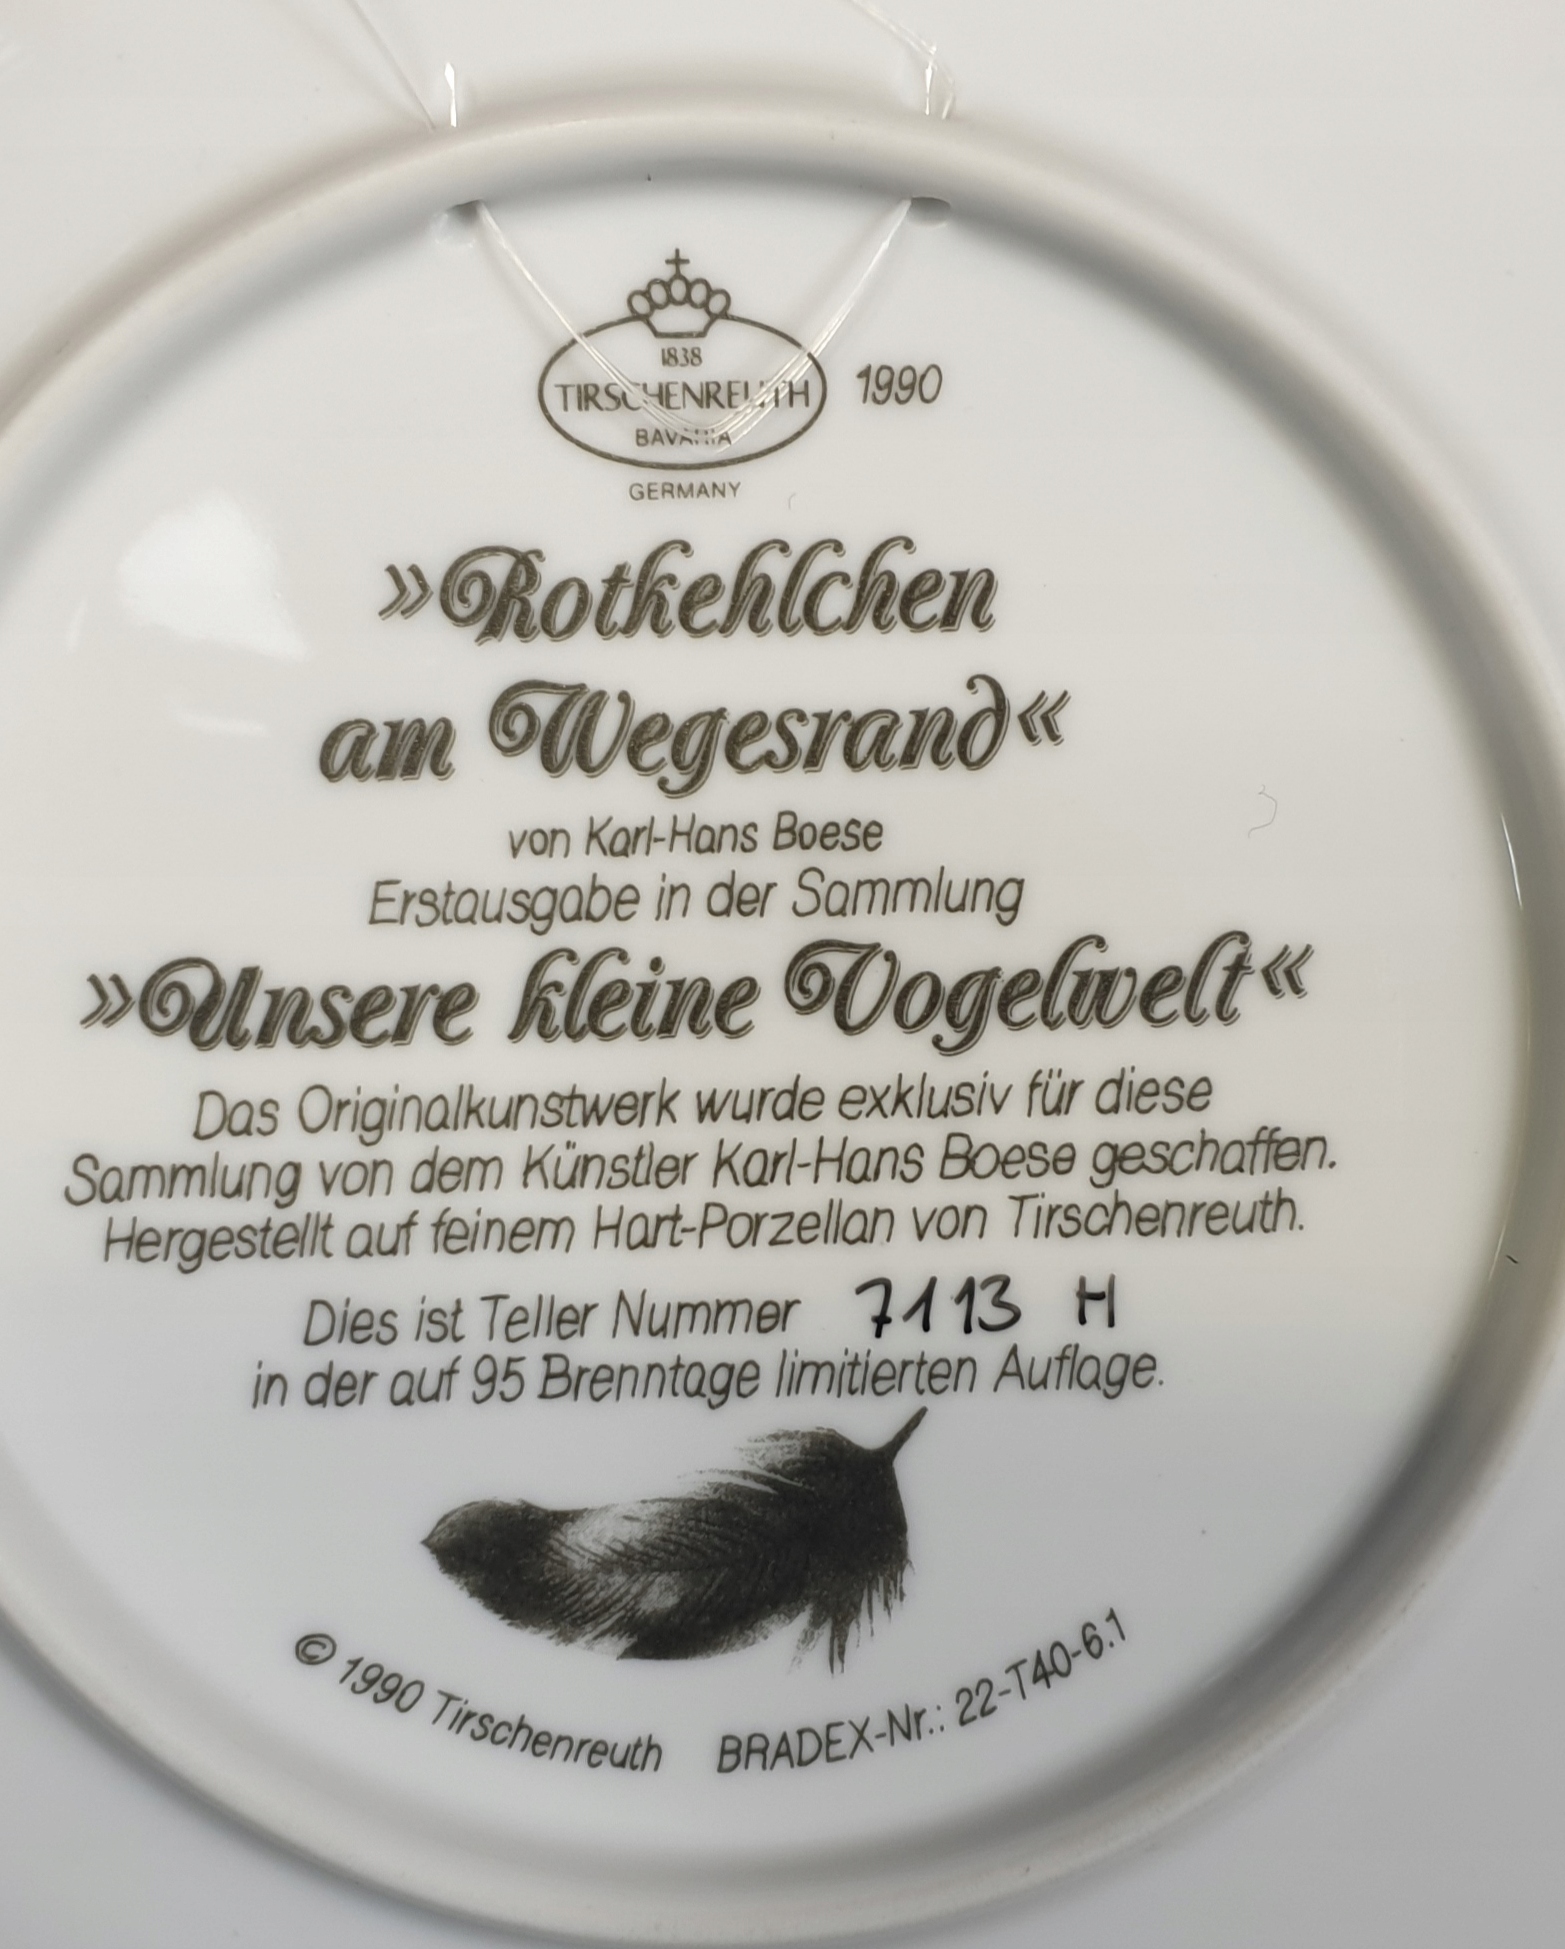 1838
TIRSCHENREUTH 1990
BAVARIA
GERMANY
»Rotkehlchen
am Wegesrand«
von Karl-Hans Boese
Erstausgabe in der Sammlung
»Unsere kleine Vogelwelt«
Das Originalkunstwerk wurde exklusiv für diese
Sammlung von dem Künstler Karl-Hans Boese geschaffen.
Hergestellt auf feinem Hart-Porzellan von Tirschenreuth.
Dies ist Teller Nummer 7113 H
in der auf 95 Brenntage limitierten Auflage.
© 1990 Tirschenreuth BRADEX-Nr.: 22-T40-6.1